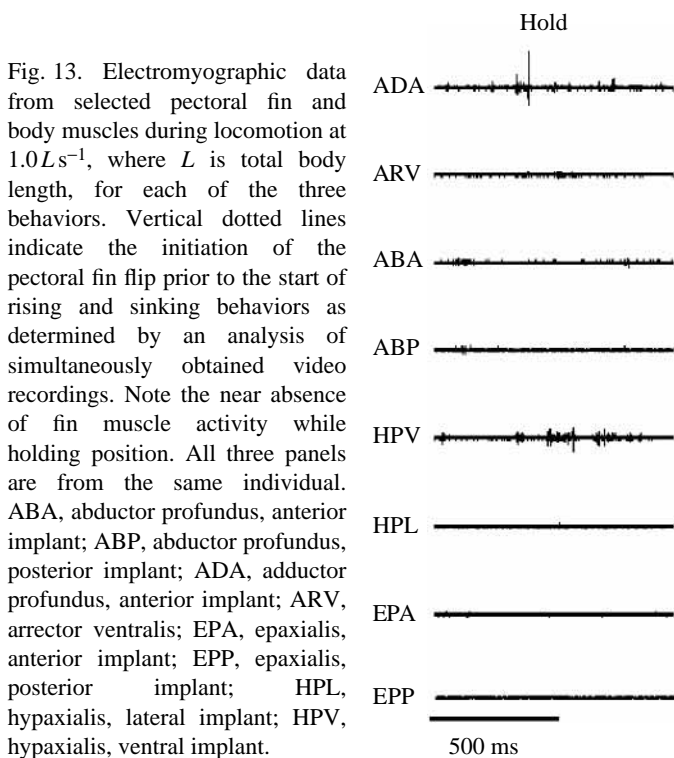 Fig. 13. Electromyographic data
from selected pectoral fin and
body muscles during locomotion at
1.0 L s⁻¹, where L is total body
length, for each of the three
behaviors. Vertical dotted lines
indicate the initiation of the
pectoral fin flip prior to the start of
rising and sinking behaviors as
determined by an analysis of
simultaneously obtained video
recordings. Note the near absence
of fin muscle activity while
holding position. All three panels
are from the same individual.
ABA, abductor profundus, anterior
implant; ABP, abductor profundus,
posterior implant; ADA, adductor
profundus, anterior implant; ARV,
arrector ventralis; EPA, epaxialis,
anterior implant; EPP, epaxialis,
posterior implant; HPL,
hypaxialis, lateral implant; HPV,
hypaxialis, ventral implant.
Hold
ADA
ARV
ABA
ABP
HPV
HPL
EPA
EPP
500 ms